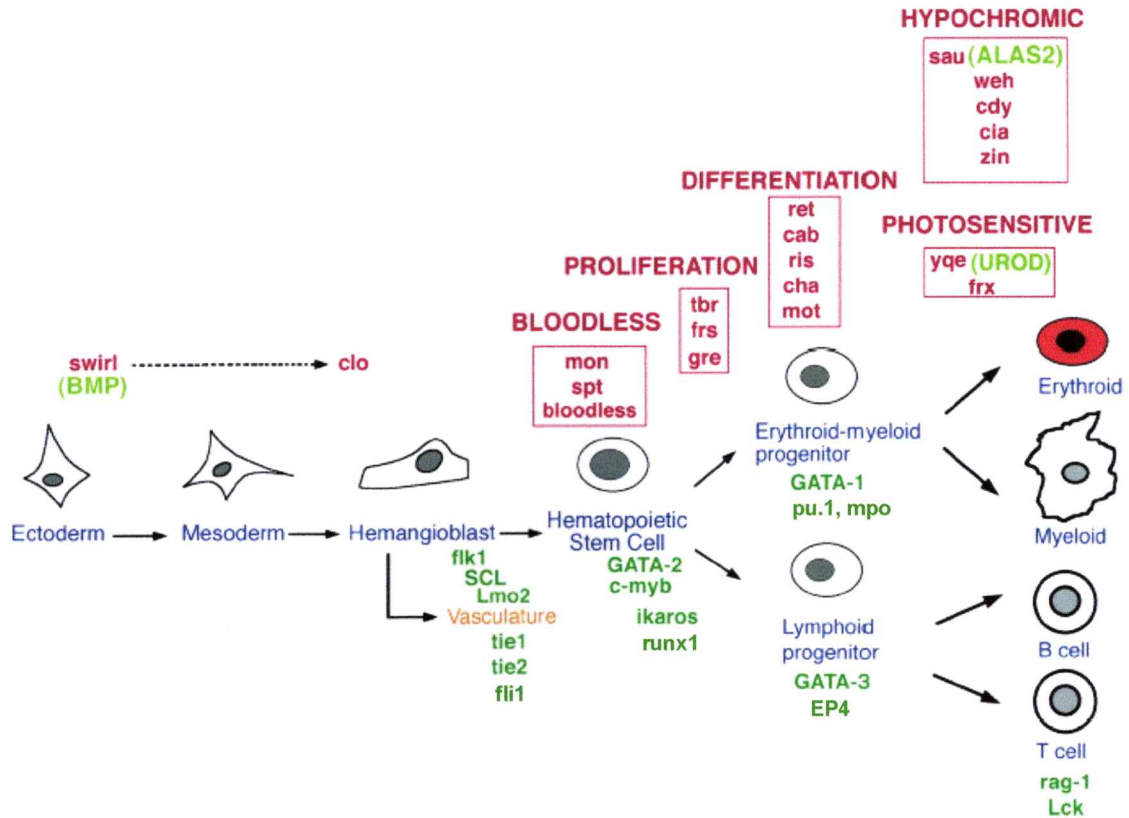 HYPOCHROMIC
sau (ALAS2)
weh
cdy
cia
zin
DIFFERENTIATION
ret
cab
ris
cha
mot
PHOTOSENSITIVE
yqe (UROD)
frx
PROLIFERATION
tbr
frs
gre
BLOODLESS
mon
spt
bloodless
swirl
(BMP)
clo
Ectoderm
Mesoderm
Hemangioblast
flk1
SCL
Lmo2
Vasculature
tie1
tie2
fli1
Hematopoietic
Stem Cell
GATA-2
c-myb
ikaros
runx1
Erythroid-myeloid
progenitor
GATA-1
pu.1, mpo
Lymphoid
progenitor
GATA-3
EP4
Erythroid
Myeloid
B cell
T cell
rag-1
Lck